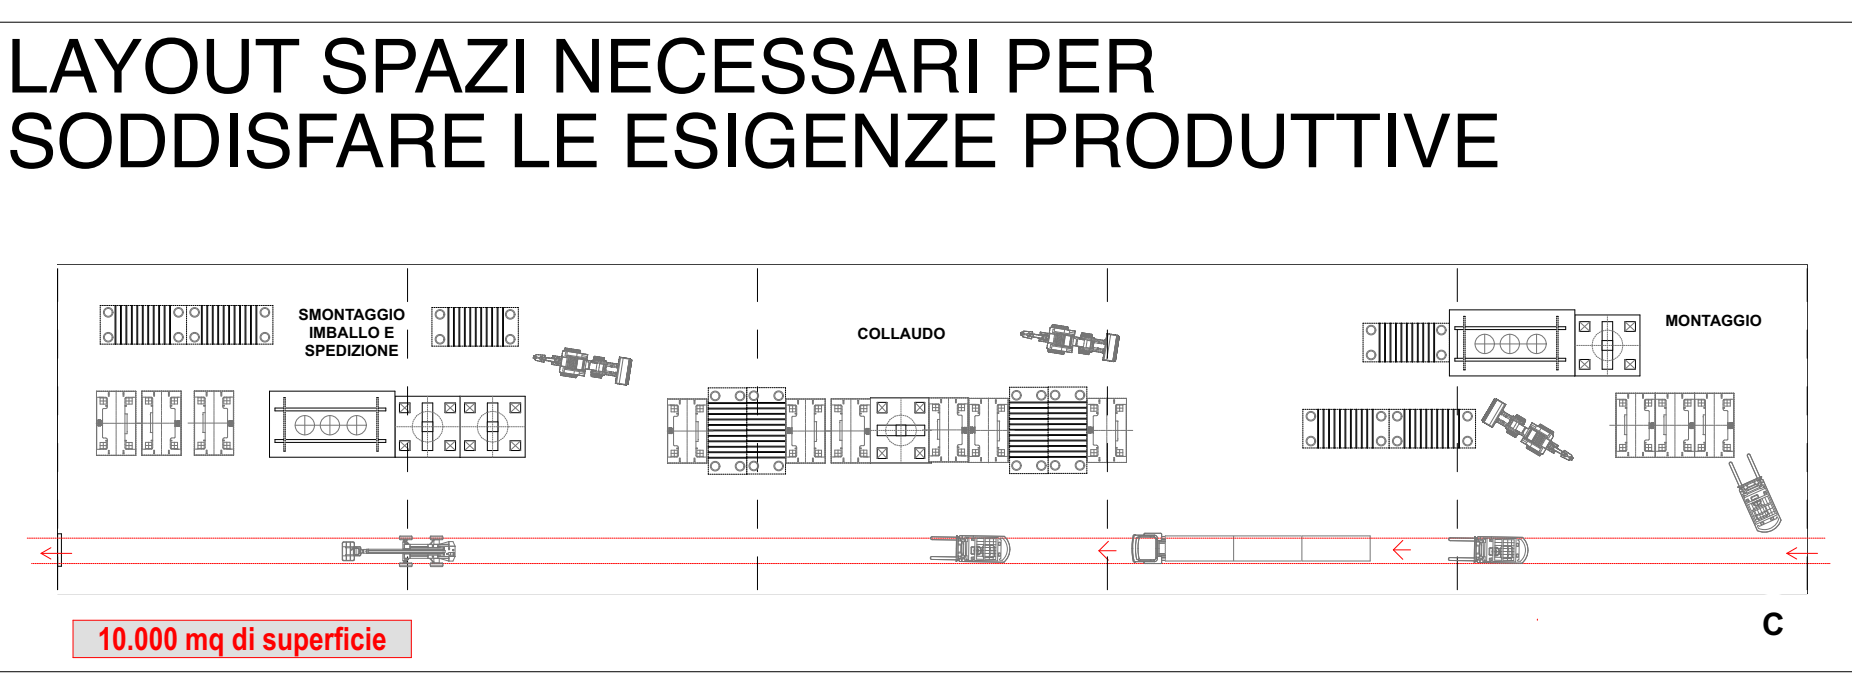 LAYOUT SPAZI NECESSARI PER
SODDISFARE LE ESIGENZE PRODUTTIVE
SMONTAGGIO
IMBALLO E
SPEDIZIONE
COLLAUDO
MONTAGGIO
10.000 mq di superficie
C